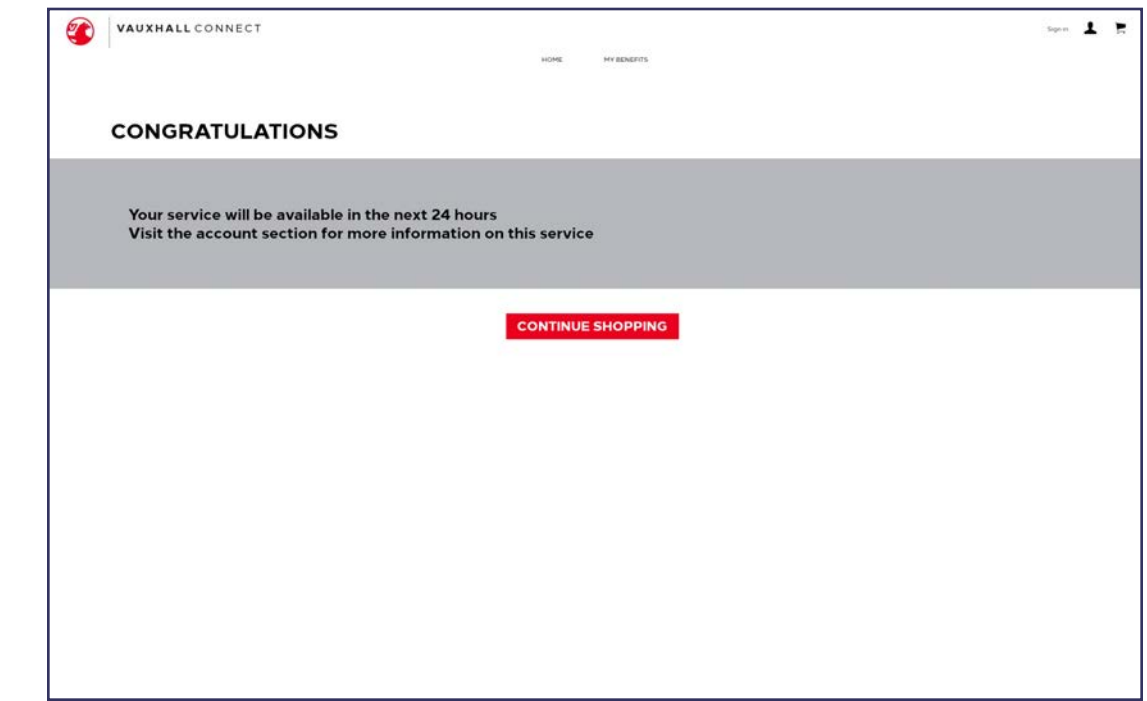 VAUXHALL CONNECT
Sign in
HOME MY BENEFITS
CONGRATULATIONS
Your service will be available in the next 24 hours
Visit the account section for more information on this service
CONTINUE SHOPPING